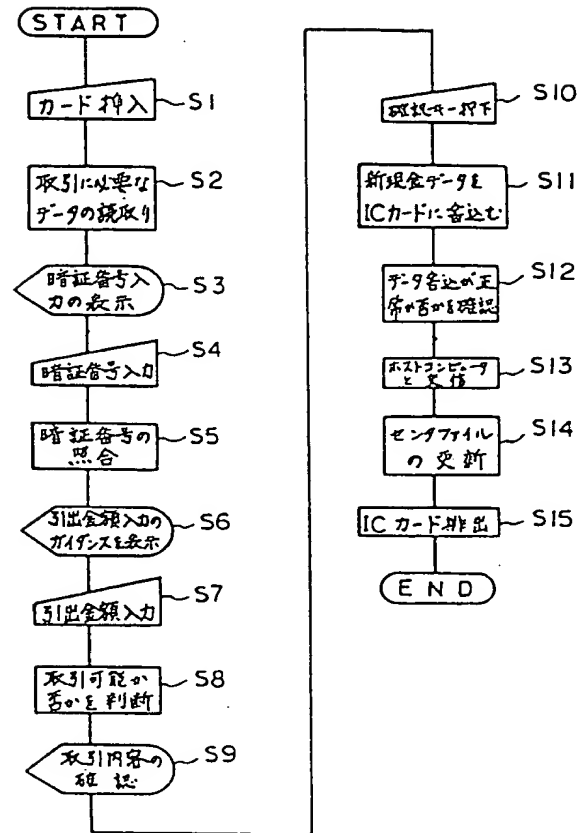 START
カード挿入
S1
取引に必要な
データの読取り
S2
暗証番号入
力の表示
S3
暗証番号入力
S4
暗証番号の
照合
S5
引出金額入力の
ガイダンスを表示
S6
引出金額入力
S7
取引可能か
否かを判断
S8
取引内容の
確認
S9
確認キー押下
S10
新現金データを
ICカードに書込む
S11
データ書込が正
常か否かを確認
S12
ホストコンピュータ
と交信
S13
センタファイル
の更新
S14
ICカード排出
S15
END